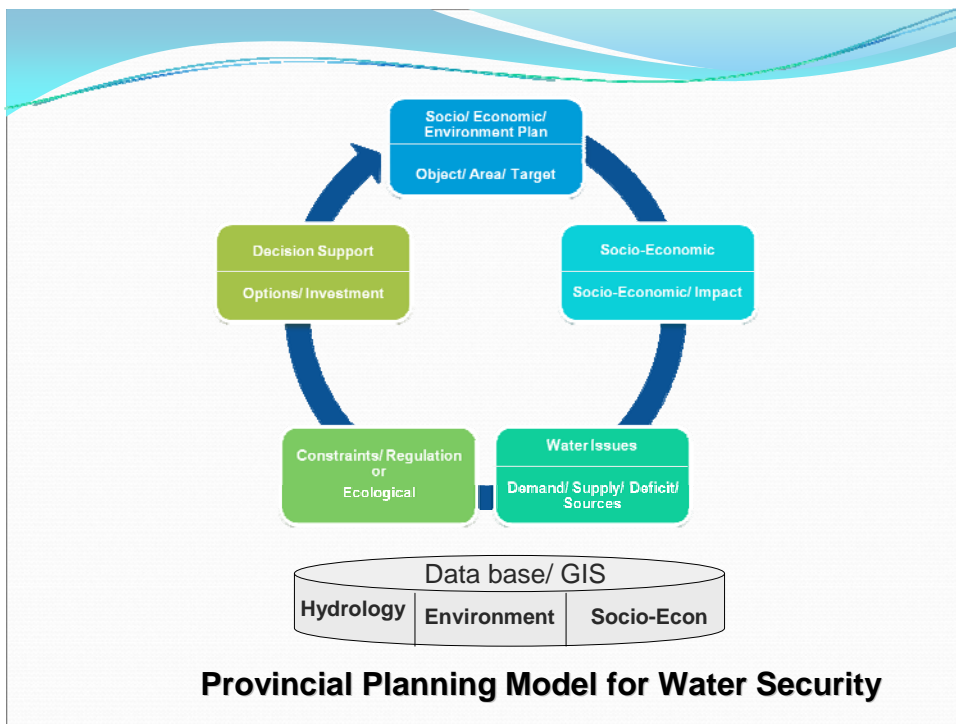 Socio/ Economic/
Environment Plan
Object/ Area/ Target
Decision Support
Options/ Investment
Socio-Economic
Socio-Economic/ Impact
Constraints/ Regulation
or
Ecological
Water Issues
Demand/ Supply/ Deficit/
Sources
Data base/ GIS
Hydrology Environment Socio-Econ
Provincial Planning Model for Water Security